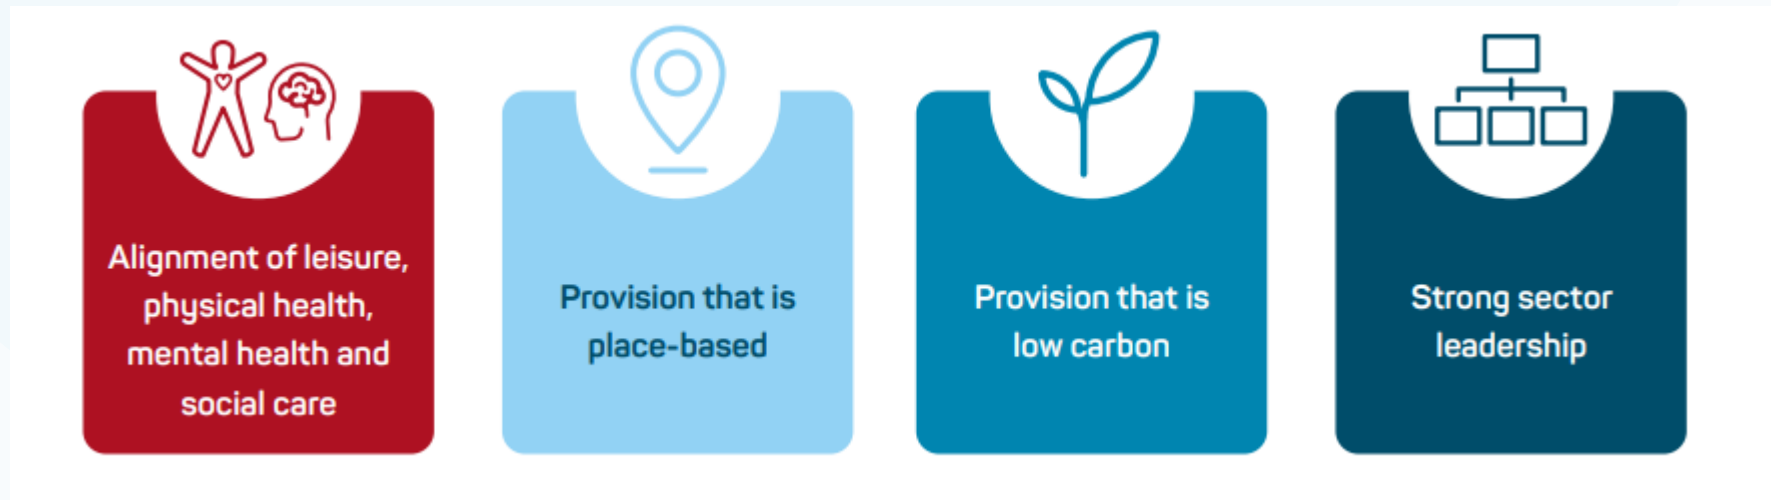 Alignment of leisure,
physical health,
mental health and
social care
Provision that is
place-based
Provision that is
low carbon
Strong sector
leadership